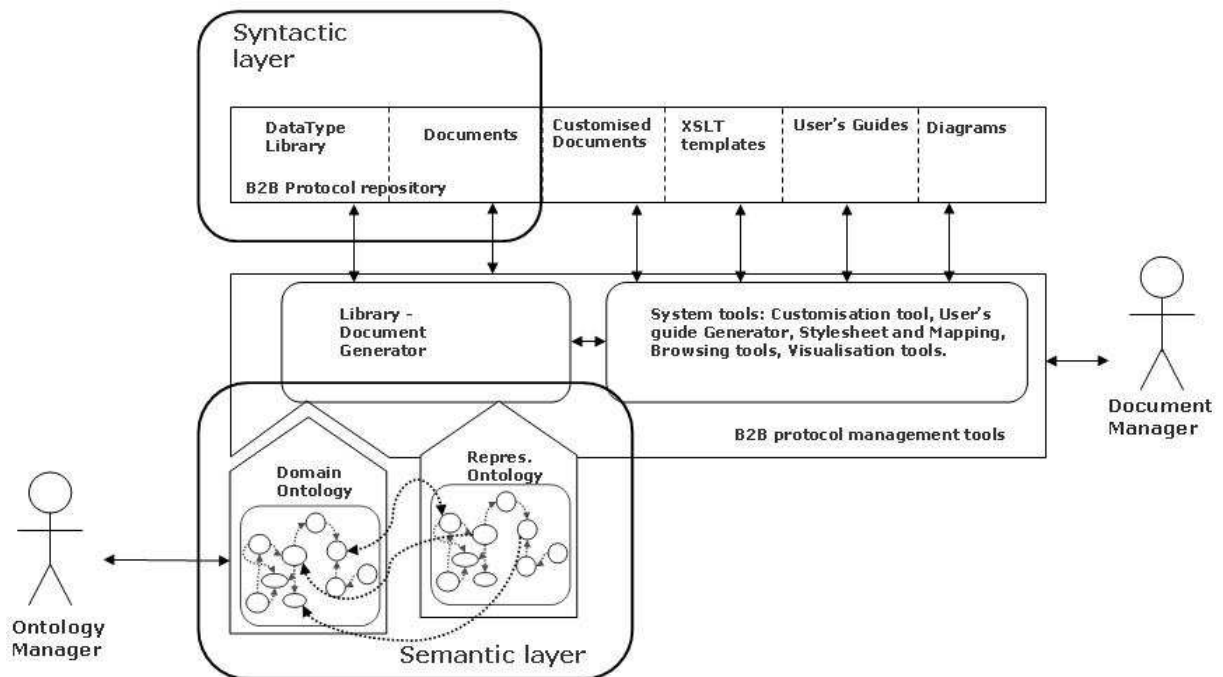 Syntactic
layer
DataType
Library
Documents
Customised
Documents
XSLT
templates
User's Guides
Diagrams
B2B Protocol repository
Library -
Document
Generator
System tools: Customisation tool, User's
guide Generator, Stylesheet and Mapping,
Browsing tools, Visualisation tools.
Document
Manager
B2B protocol management tools
Domain
Ontology
Repres.
Ontology
Ontology
Manager
Semantic layer